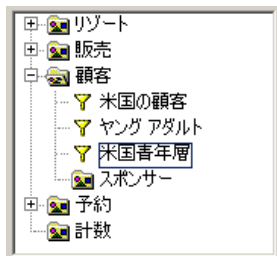 リゾート
販売
顧客
米国の顧客
ヤング アダルト
米国青年層
スポンサー
予約
計数